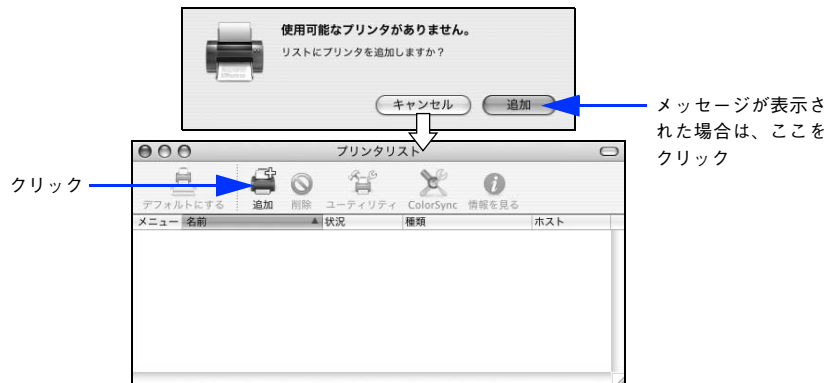 使用可能なプリンタがありません。
リストにプリンタを追加しますか？
キャンセル
追加
メッセージが表示さ
れた場合は、ここを
クリック
プリンタリスト
クリック
デフォルトにする
追加
削除
ユーティリティ
ColorSync
情報を見る
メニュー
名前
状況
種類
ホスト